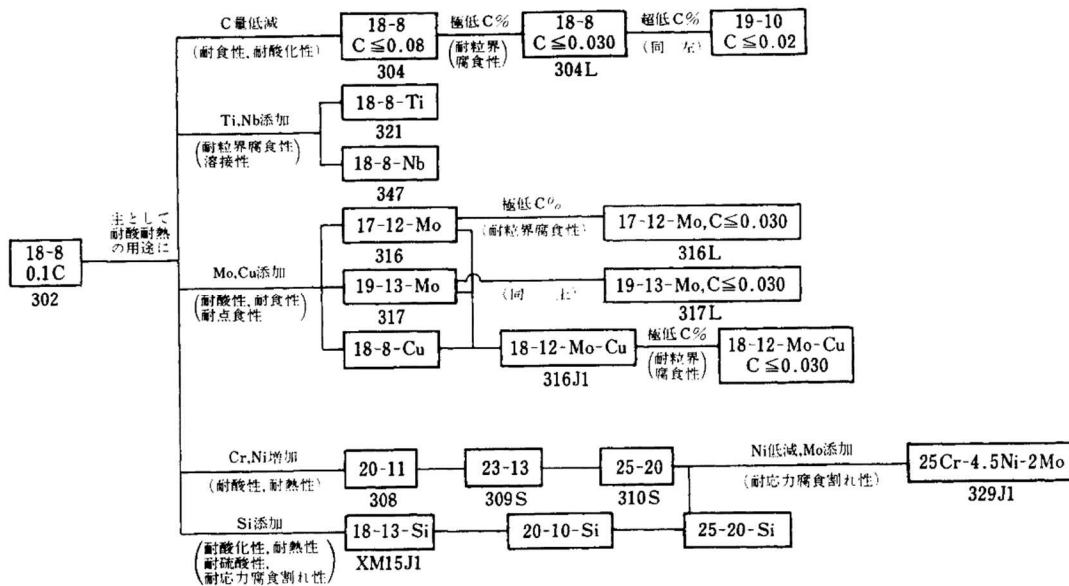 C量低減
(耐食性,耐酸化性)
18-8
C≦0.08
304
極低C%
(耐粒界
腐食性)
18-8
C≦0.030
304L
超低C%
(同 左)
19-10
C≦0.02
Ti,Nb添加
(耐粒界腐食性
溶接性)
18-8-Ti
321
18-8-Nb
347
18-8
0.1C
302
主として
耐酸耐熱
の用途に
Mo,Cu添加
(耐酸性,耐食性
耐点食性)
17-12-Mo
316
極低C%
(耐粒界腐食性)
17-12-Mo,C≦0.030
316L
19-13-Mo
317
(同 上)
19-13-Mo,C≦0.030
317L
18-8-Cu
18-12-Mo-Cu
316J1
極低C%
(耐粒界
腐食性)
18-12-Mo-Cu
C≦0.030
Cr,Ni増加
(耐酸性,耐熱性)
20-11
308
23-13
309S
25-20
310S
Ni低減,Mo添加
(耐応力腐食割れ性)
25Cr-4.5Ni-2Mo
329J1
Si添加
(耐酸化性,耐熱性
耐硫酸性,
耐応力腐食割れ性)
18-13-Si
XM15J1
20-10-Si
25-20-Si